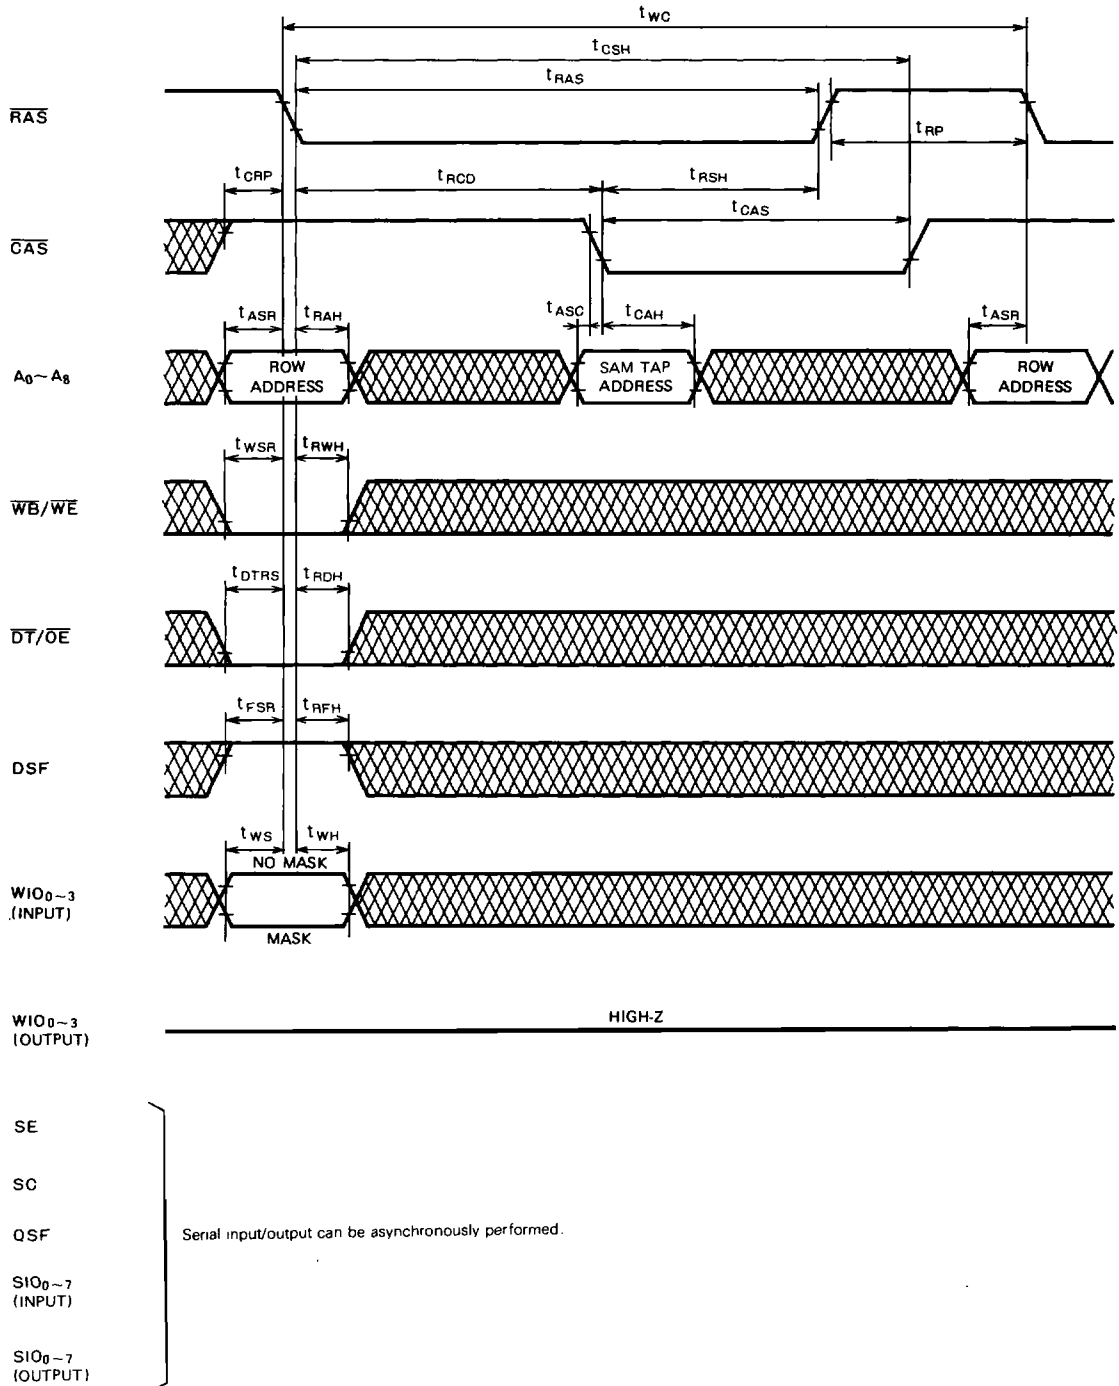 tWC
tCSH
tRAS
RAS
tRP
tCRP
tRCD
tRSH
tCAS
CAS
tASR
tRAH
tASC
tCAH
tASR
A0~A8
ROW
ADDRESS
SAM TAP
ADDRESS
ROW
ADDRESS
tWSR
tRWH
WB/WE
tDTRS
tRDH
DT/OE
tFSR
tRFH
DSF
tWS
tWH
NO MASK
WIO0~3
(INPUT)
MASK
WIO0~3
(OUTPUT)
HIGH-Z
SE
SC
QSF
Serial input/output can be asynchronously performed.
SIO0~7
(INPUT)
SIO0~7
(OUTPUT)